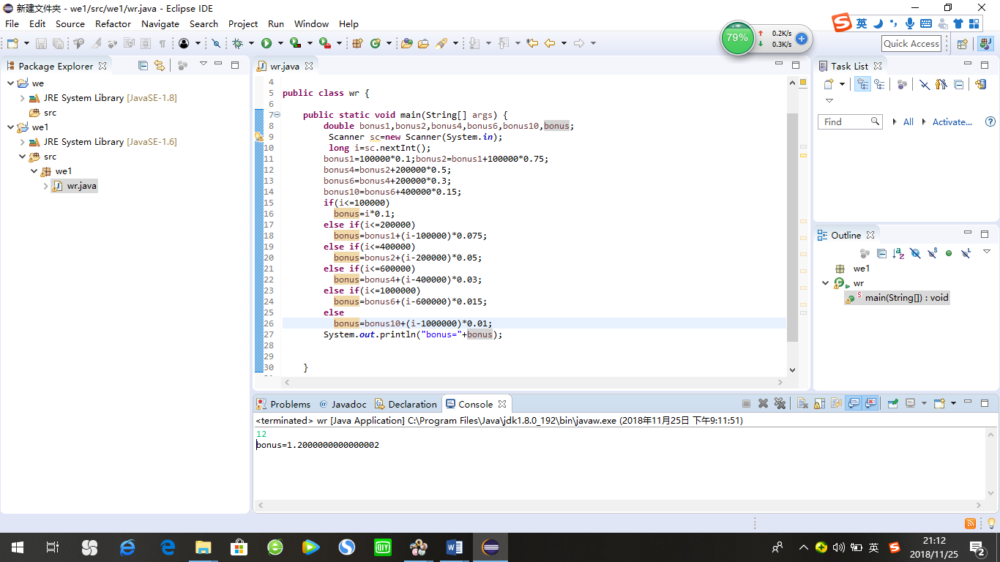 新建文件夹 - we1/src/we1/wr.java - Eclipse IDE
File Edit Source Refactor Navigate Search Project Run Window Help
英
79%
0.2K/s
0.3K/s
Quick Access
Package Explorer
we
JRE System Library [JavaSE-1.8]
src
we1
JRE System Library [JavaSE-1.6]
src
we1
wr.java
wr.java
4
5 public class wr {
6
7 public static void main(String[] args) {
8 double bonus1,bonus2,bonus4,bonus6,bonus10,bonus;
9 Scanner sc=new Scanner(System.in);
10 long i=sc.nextInt();
11 bonus1=100000*0.1;bonus2=bonus1+100000*0.75;
12 bonus4=bonus2+200000*0.5;
13 bonus6=bonus4+200000*0.3;
14 bonus10=bonus6+400000*0.15;
15 if(i<=100000)
16 bonus=i*0.1;
17 else if(i<=200000)
18 bonus=bonus1+(i-100000)*0.075;
19 else if(i<=400000)
20 bonus=bonus2+(i-200000)*0.05;
21 else if(i<=600000)
22 bonus=bonus4+(i-400000)*0.03;
23 else if(i<=1000000)
24 bonus=bonus6+(i-600000)*0.015;
25 else
26 bonus=bonus10+(i-1000000)*0.01;
27 System.out.println("bonus="+bonus);
28
29
30 }
Task List
Find All Activate...
Outline
we1
wr
main(String[]) : void
Problems @ Javadoc Declaration Console
<terminated> wr [Java Application] C:\Program Files\Java\jdk1.8.0_192\bin\javaw.exe (2018年11月25日 下午9:11:51)
12
bonus=1.2000000000000002
QIY
英
21:12
2018/11/25
2